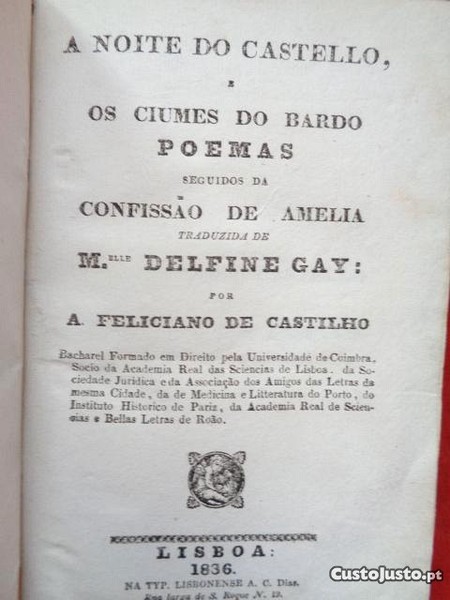 A NOITE DO CASTELLO,
E
OS CIUMES DO BARDO
POEMAS
SEGUIDOS DA
CONFISSÃO DE AMELIA
TRADUZIDA DE
M.ELLE DELFINE GAY:
POR
A. FELICIANO DE CASTILHO
Bacharel Formado em Direito pela Universidade de Coimbra,
Socio da Academia Real das Sciencias de Lisboa, da So-
ciedade Juridica e da Associação dos Amigos das Letras da
mesma Cidade, da de Medicina e Litteratura do Porto, do
Instituto Historico de Pariz, da Academia Real de Scien-
cias e Bellas Letras de Roão.
LISBOA:
1836.
NA TYP. LISBONENSE A. C. Dias.
Rua larga de S. Roque N.º 12.
CustoJusto.pt